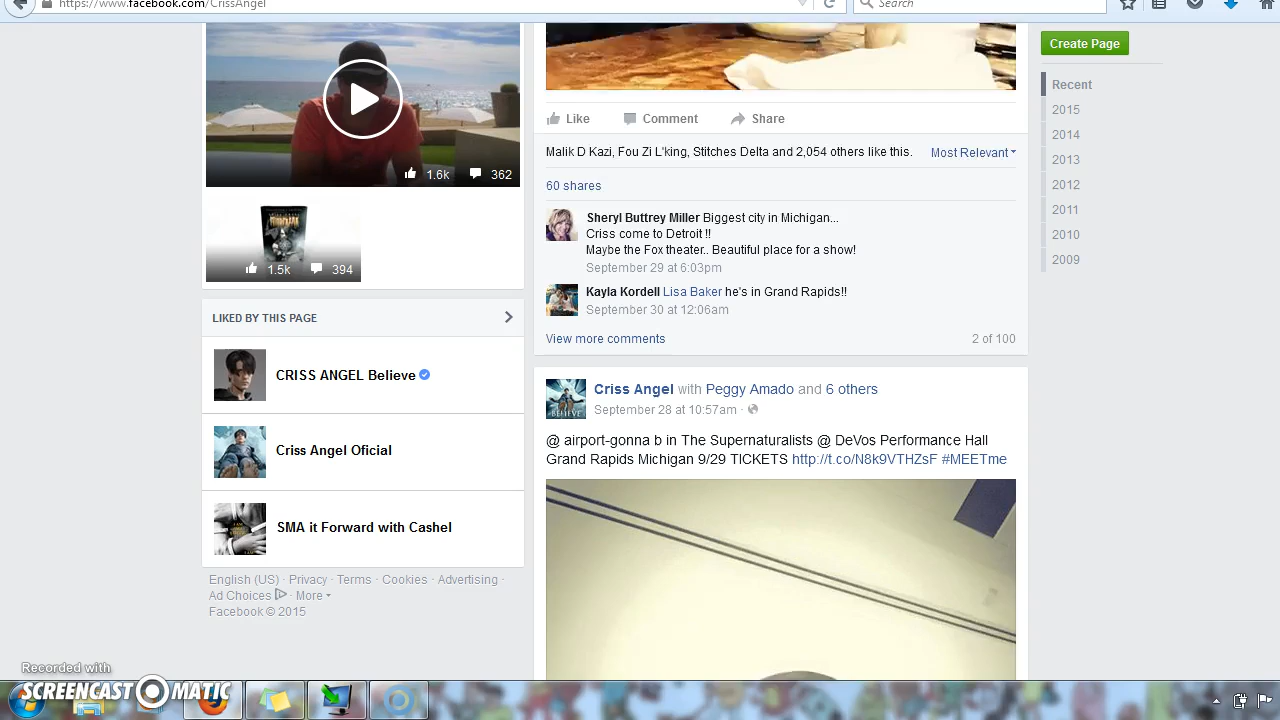 https://www.facebook.com/CrissAngel
Search
1.6k 362
1.5k 394
LIKED BY THIS PAGE
CRISS ANGEL Believe
Criss Angel Oficial
SMA it Forward with Cashel
English (US) · Privacy · Terms · Cookies · Advertising ·
Ad Choices · More
Facebook © 2015
Like Comment Share
Malik D Kazi, Fou Zi L'king, Stitches Delta and 2,054 others like this. Most Relevant
60 shares
Sheryl Buttrey Miller Biggest city in Michigan...
Criss come to Detroit !!
Maybe the Fox theater.. Beautiful place for a show!
September 29 at 6:03pm
Kayla Kordell Lisa Baker he's in Grand Rapids!!
September 30 at 12:06am
View more comments 2 of 100
Criss Angel with Peggy Amado and 6 others
September 28 at 10:57am ·
@ airport-gonna b in The Supernaturalists @ DeVos Performance Hall
Grand Rapids Michigan 9/29 TICKETS http://t.co/N8k9VTHZsF #MEETme
BELIEVE
Create Page
Recent
2015
2014
2013
2012
2011
2010
2009
Recorded with
SCREENCAST MATIC